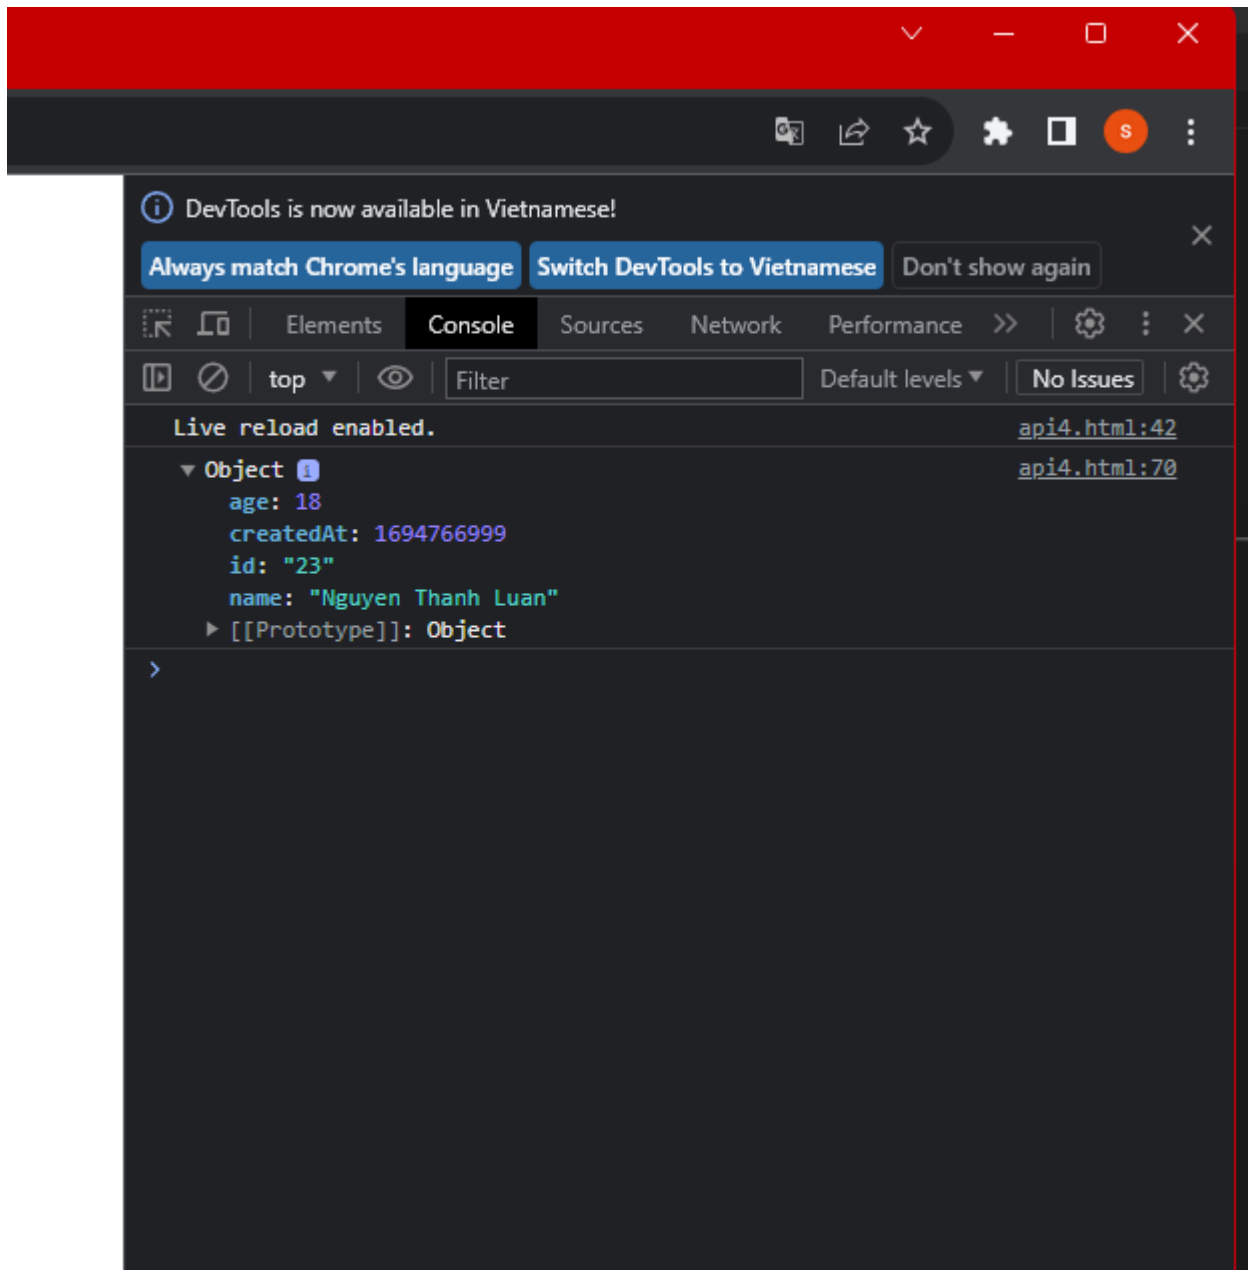 S
DevTools is now available in Vietnamese!
Always match Chrome's language Switch DevTools to Vietnamese Don't show again
Elements Console Sources Network Performance
top Filter Default levels No Issues
Live reload enabled. api4.html:42
Object i api4.html:70
age: 18
createdAt: 1694766999
id: "23"
name: "Nguyen Thanh Luan"
[[Prototype]]: Object